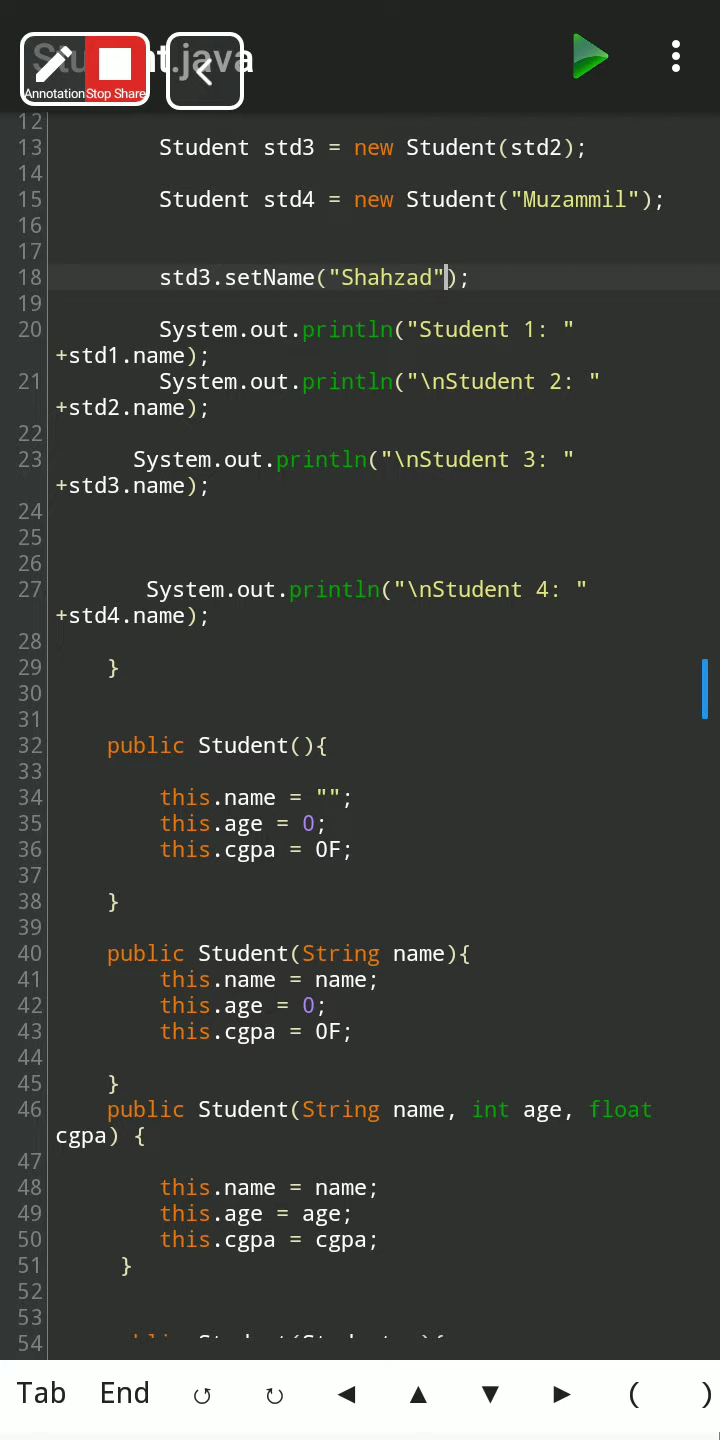 Student.java
Annotation Stop Share
12
13 Student std3 = new Student(std2);
14
15 Student std4 = new Student("Muzammil");
16
17
18 std3.setName("Shahzad");
19
20 System.out.println("Student 1: "
+std1.name);
21 System.out.println("\nStudent 2: "
+std2.name);
22
23 System.out.println("\nStudent 3: "
+std3.name);
24
25
26
27 System.out.println("\nStudent 4: "
+std4.name);
28
29 }
30
31
32 public Student(){
33
34 this.name = "";
35 this.age = 0;
36 this.cgpa = 0F;
37
38 }
39
40 public Student(String name){
41 this.name = name;
42 this.age = 0;
43 this.cgpa = 0F;
44
45 }
46 public Student(String name, int age, float
cgpa) {
47
48 this.name = name;
49 this.age = age;
50 this.cgpa = cgpa;
51 }
52
53
54
Tab End ↺ ↻ ◀ ▲ ▼ ▶ ( )